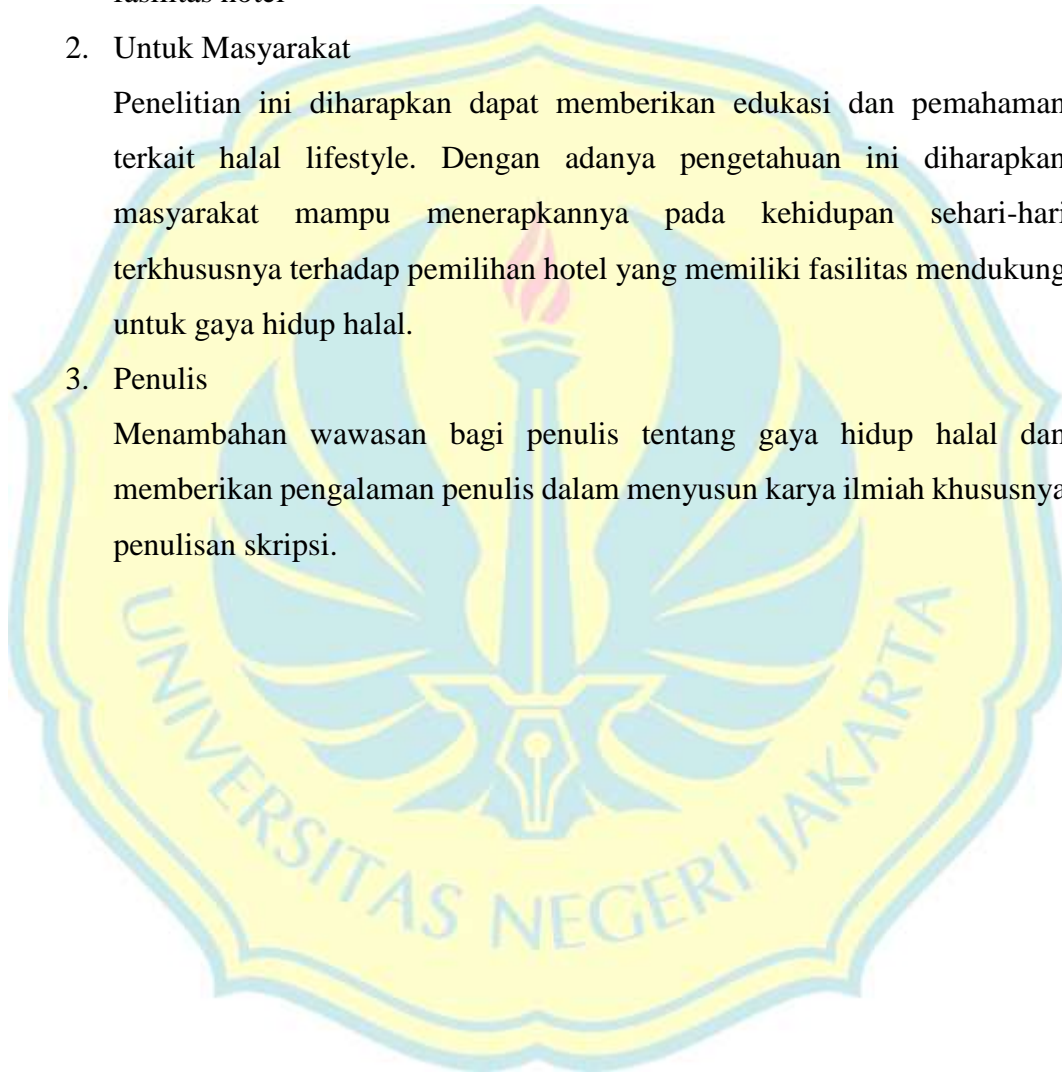 fasilitas hotel
2. Untuk Masyarakat
Penelitian ini diharapkan dapat memberikan edukasi dan pemahaman
terkait halal lifestyle. Dengan adanya pengetahuan ini diharapkan
masyarakat mampu menerapkannya pada kehidupan sehari-hari
terkhususnya terhadap pemilihan hotel yang memiliki fasilitas mendukung
untuk gaya hidup halal.
3. Penulis
Menambahan wawasan bagi penulis tentang gaya hidup halal dan
memberikan pengalaman penulis dalam menyusun karya ilmiah khususnya
penulisan skripsi.
UNIVERSITAS NEGERI JAKARTA